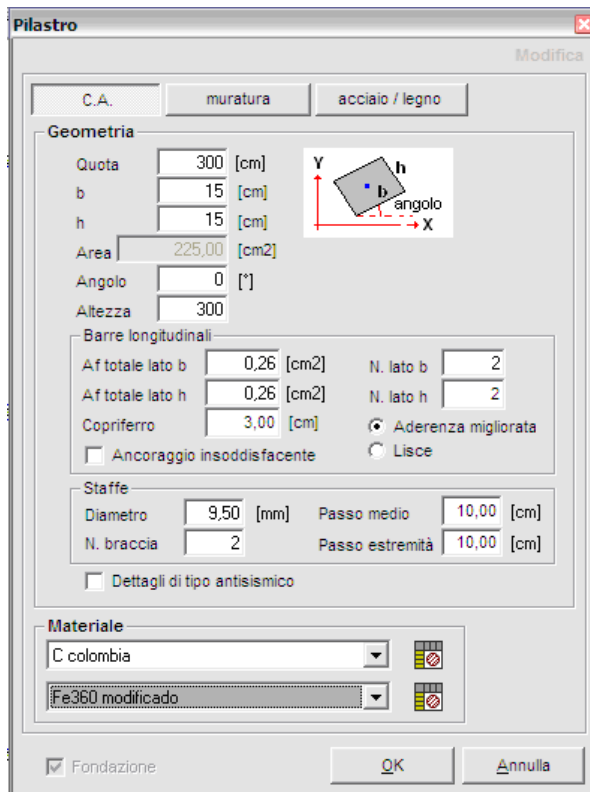 Pilastro
Modifica
C.A. muratura acciaio / legno
Geometria
Quota 300 [cm]
b 15 [cm]
h 15 [cm]
Area 225,00 [cm2]
Angolo 0 [°]
Altezza 300
Y h b angolo X
Barre longitudinali
Af totale lato b 0,26 [cm2] N. lato b 2
Af totale lato h 0,26 [cm2] N. lato h 2
Copriferro 3,00 [cm] Aderenza migliorata
Ancoraggio insoddisfacente Lisce
Staffe
Diametro 9,50 [mm] Passo medio 10,00 [cm]
N. braccia 2 Passo estremità 10,00 [cm]
Dettagli di tipo antisismico
Materiale
C colombia
Fe360 modificado
Fondazione OK Annulla